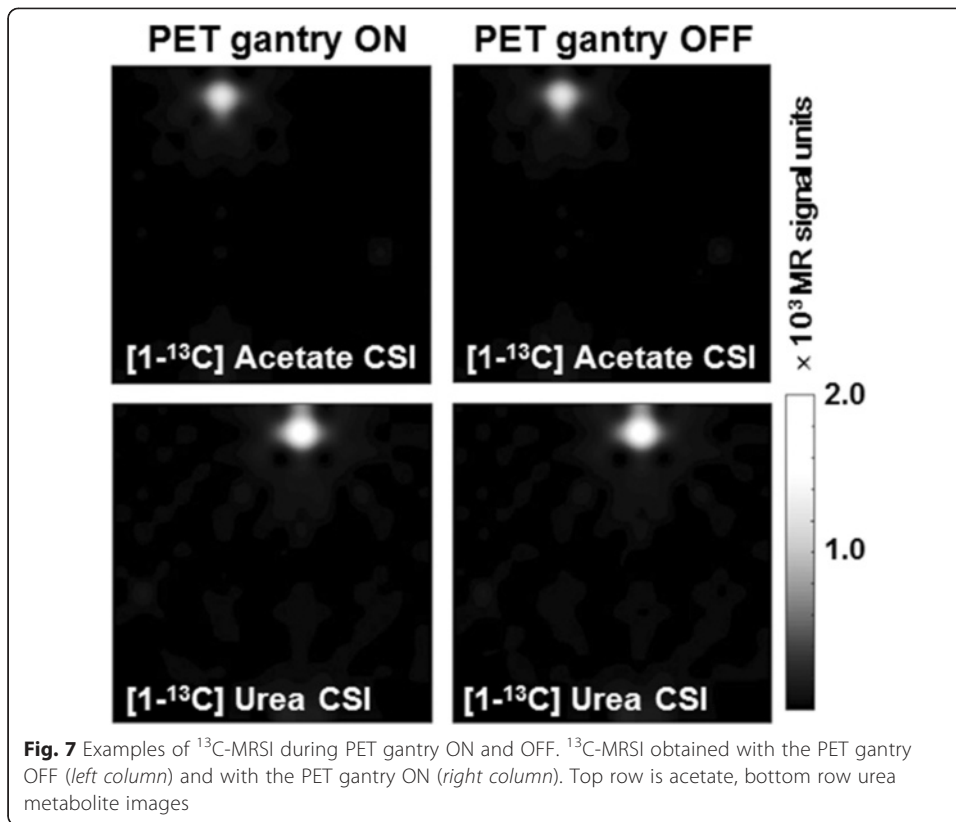 PET gantry ON
PET gantry OFF
[1-¹³C] Acetate CSI
[1-¹³C] Acetate CSI
[1-¹³C] Urea CSI
[1-¹³C] Urea CSI
× 10³ MR signal units
2.0
1.0
Fig. 7 Examples of ¹³C-MRSI during PET gantry ON and OFF. ¹³C-MRSI obtained with the PET gantry
OFF (left column) and with the PET gantry ON (right column). Top row is acetate, bottom row urea
metabolite images